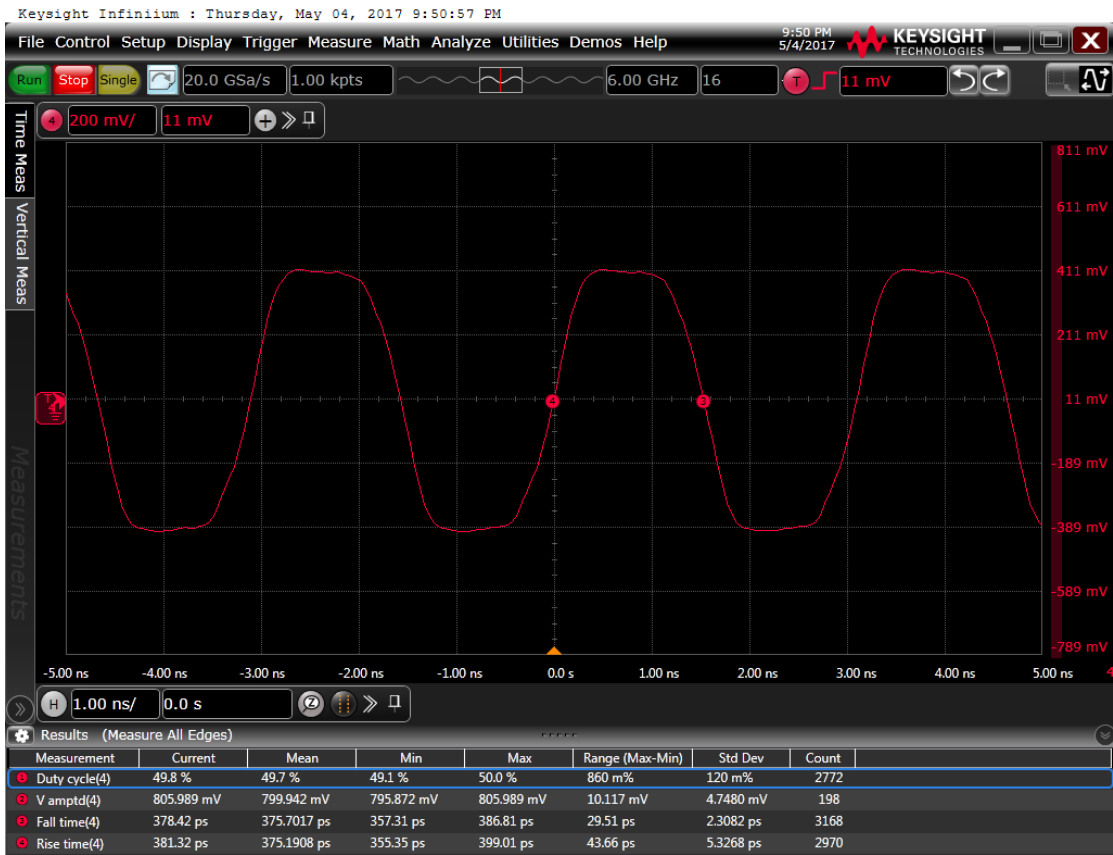 Keysight Infiniium : Thursday, May 04, 2017 9:50:57 PM
File Control Setup Display Trigger Measure Math Analyze Utilities Demos Help 9:50 PM 5/4/2017 KEYSIGHT TECHNOLOGIES X
Run Stop Single 20.0 GSa/s 1.00 kpts 6.00 GHz 16 T 11 mV
4 200 mV/ 11 mV
Time Meas
Vertical Meas
Measurements
811 mV
611 mV
411 mV
211 mV
T 4 3 11 mV
-189 mV
-389 mV
-589 mV
-789 mV
-5.00 ns -4.00 ns -3.00 ns -2.00 ns -1.00 ns 0.0 s 1.00 ns 2.00 ns 3.00 ns 4.00 ns 5.00 ns 4
H 1.00 ns/ 0.0 s Z
Results (Measure All Edges)
Measurement Current Mean Min Max Range (Max-Min) Std Dev Count
1 Duty cycle(4) 49.8 % 49.7 % 49.1 % 50.0 % 860 m% 120 m% 2772
2 V amptd(4) 805.989 mV 799.942 mV 795.872 mV 805.989 mV 10.117 mV 4.7480 mV 198
3 Fall time(4) 378.42 ps 375.7017 ps 357.31 ps 386.81 ps 29.51 ps 2.3082 ps 3168
4 Rise time(4) 381.32 ps 375.1908 ps 355.35 ps 399.01 ps 43.66 ps 5.3268 ps 2970